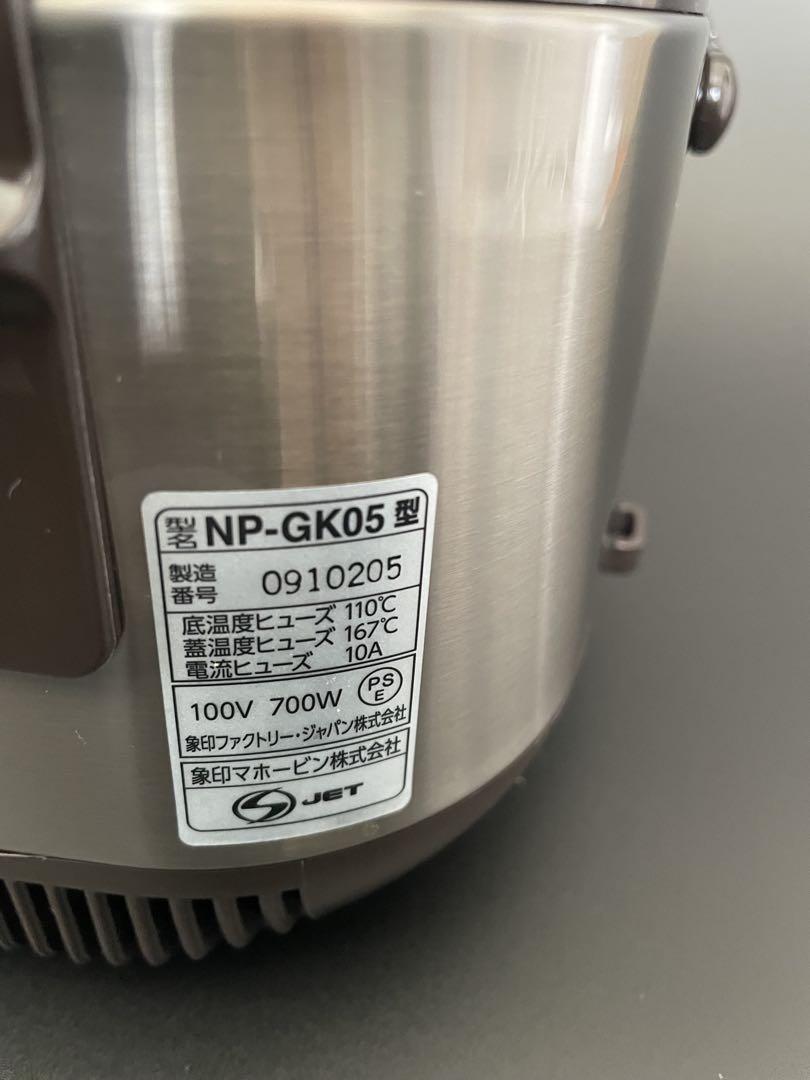 型名 NP-GK05 型
製造番号 0910205
底温度ヒューズ 110℃
蓋温度ヒューズ 167℃
電流ヒューズ 10A
100V 700W PSE
象印ファクトリー・ジャパン株式会社
象印マホービン株式会社
JET